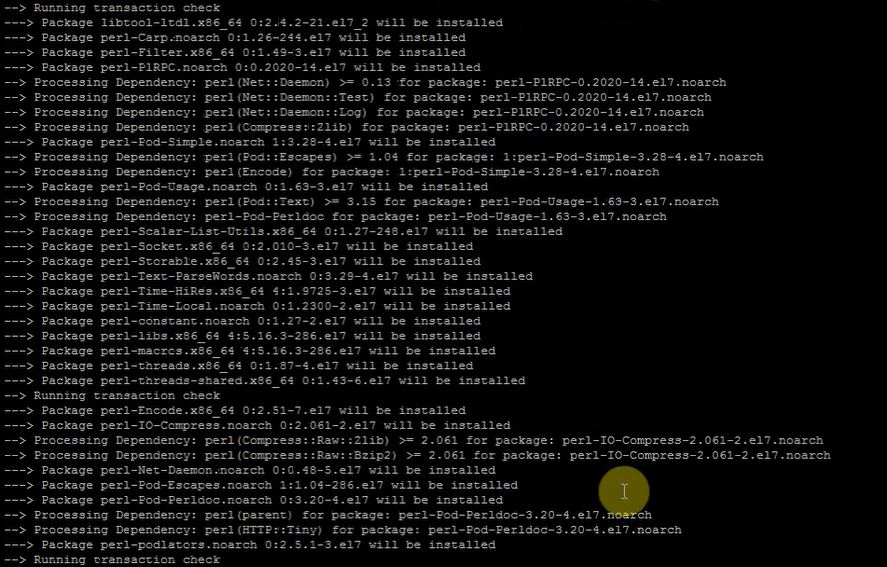 --> Running transaction check
---> Package libtool-ltdl.x86_64 0:2.4.2-21.el7_2 will be installed
---> Package perl-Carp.noarch 0:1.26-244.el7 will be installed
---> Package perl-Filter.x86_64 0:1.49-3.el7 will be installed
---> Package perl-PlRPC.noarch 0:0.2020-14.el7 will be installed
--> Processing Dependency: perl(Net::Daemon) >= 0.13 for package: perl-PlRPC-0.2020-14.el7.noarch
--> Processing Dependency: perl(Net::Daemon::Test) for package: perl-PlRPC-0.2020-14.el7.noarch
--> Processing Dependency: perl(Net::Daemon::Log) for package: perl-PlRPC-0.2020-14.el7.noarch
--> Processing Dependency: perl(Compress::Zlib) for package: perl-PlRPC-0.2020-14.el7.noarch
---> Package perl-Pod-Simple.noarch 1:3.28-4.el7 will be installed
--> Processing Dependency: perl(Pod::Escapes) >= 1.04 for package: 1:perl-Pod-Simple-3.28-4.el7.noarch
--> Processing Dependency: perl(Encode) for package: 1:perl-Pod-Simple-3.28-4.el7.noarch
---> Package perl-Pod-Usage.noarch 0:1.63-3.el7 will be installed
--> Processing Dependency: perl(Pod::Text) >= 3.15 for package: perl-Pod-Usage-1.63-3.el7.noarch
--> Processing Dependency: perl-Pod-Perldoc for package: perl-Pod-Usage-1.63-3.el7.noarch
---> Package perl-Scalar-List-Utils.x86_64 0:1.27-248.el7 will be installed
---> Package perl-Socket.x86_64 0:2.010-3.el7 will be installed
---> Package perl-Storable.x86_64 0:2.45-3.el7 will be installed
---> Package perl-Text-ParseWords.noarch 0:3.29-4.el7 will be installed
---> Package perl-Time-HiRes.x86_64 4:1.9725-3.el7 will be installed
---> Package perl-Time-Local.noarch 0:1.2300-2.el7 will be installed
---> Package perl-constant.noarch 0:1.27-2.el7 will be installed
---> Package perl-libs.x86_64 4:5.16.3-286.el7 will be installed
---> Package perl-macros.x86_64 4:5.16.3-286.el7 will be installed
---> Package perl-threads.x86_64 0:1.87-4.el7 will be installed
---> Package perl-threads-shared.x86_64 0:1.43-6.el7 will be installed
--> Running transaction check
---> Package perl-Encode.x86_64 0:2.51-7.el7 will be installed
---> Package perl-IO-Compress.noarch 0:2.061-2.el7 will be installed
--> Processing Dependency: perl(Compress::Raw::Zlib) >= 2.061 for package: perl-IO-Compress-2.061-2.el7.noarch
--> Processing Dependency: perl(Compress::Raw::Bzip2) >= 2.061 for package: perl-IO-Compress-2.061-2.el7.noarch
---> Package perl-Net-Daemon.noarch 0:0.48-5.el7 will be installed
---> Package perl-Pod-Escapes.noarch 1:1.04-286.el7 will be installed
---> Package perl-Pod-Perldoc.noarch 0:3.20-4.el7 will be installed
--> Processing Dependency: perl(parent) for package: perl-Pod-Perldoc-3.20-4.el7.noarch
--> Processing Dependency: perl(HTTP::Tiny) for package: perl-Pod-Perldoc-3.20-4.el7.noarch
---> Package perl-podlators.noarch 0:2.5.1-3.el7 will be installed
--> Running transaction check